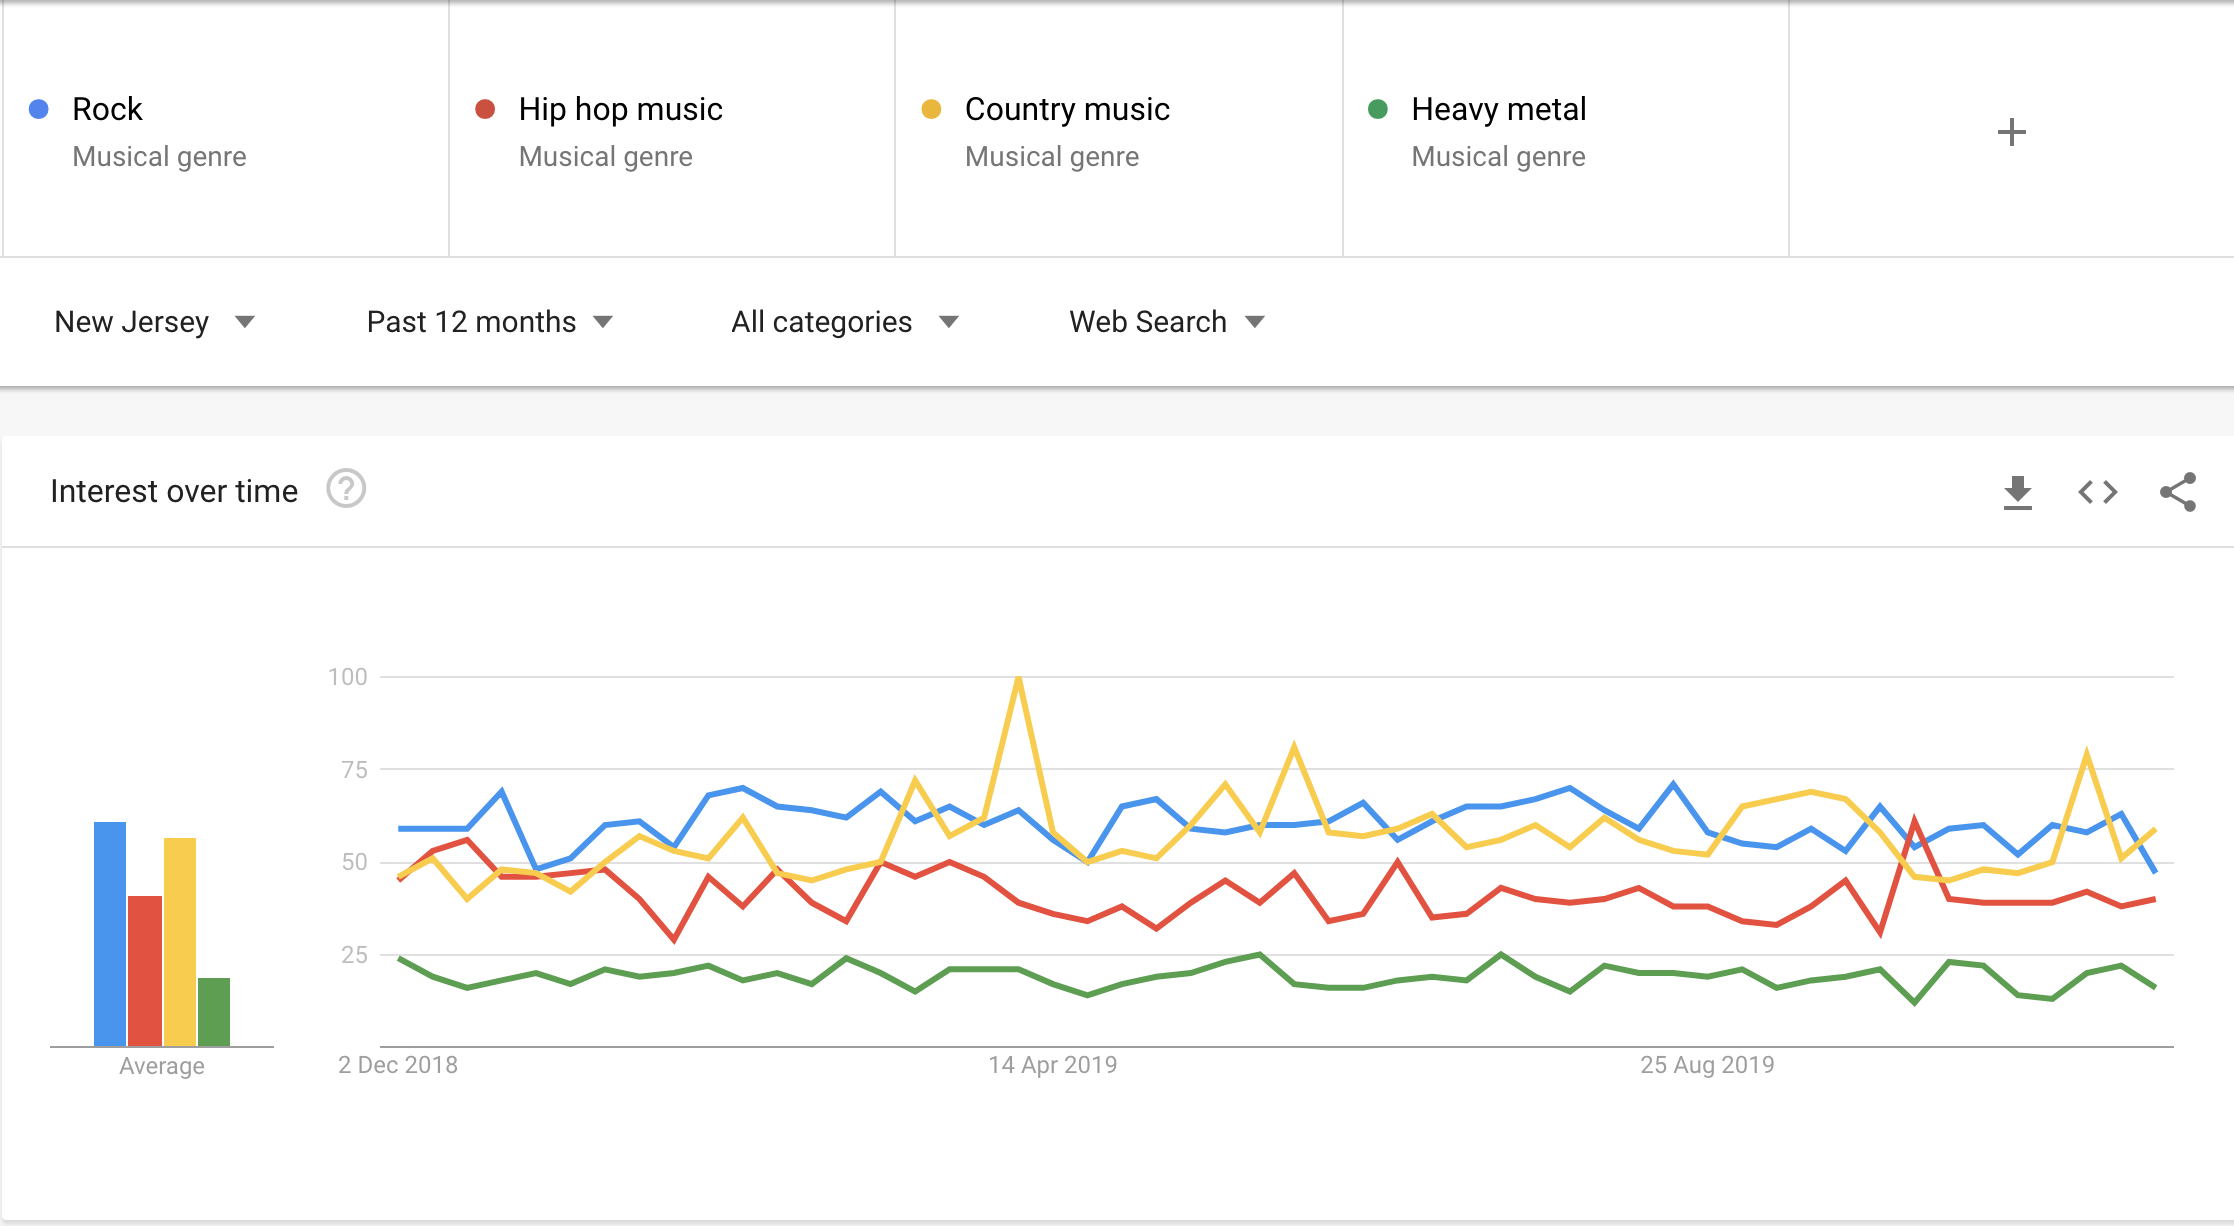 Rock
Musical genre
Hip hop music
Musical genre
Country music
Musical genre
Heavy metal
Musical genre
+
New Jersey
Past 12 months
All categories
Web Search
Interest over time
?
100
75
50
25
Average
2 Dec 2018
14 Apr 2019
25 Aug 2019